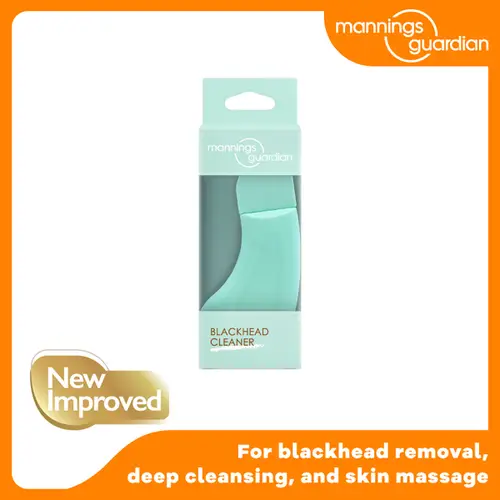 mannings
guardian
mannings
guardian
BLACKHEAD
CLEANER
New
Improved
For blackhead removal,
deep cleansing, and skin massage